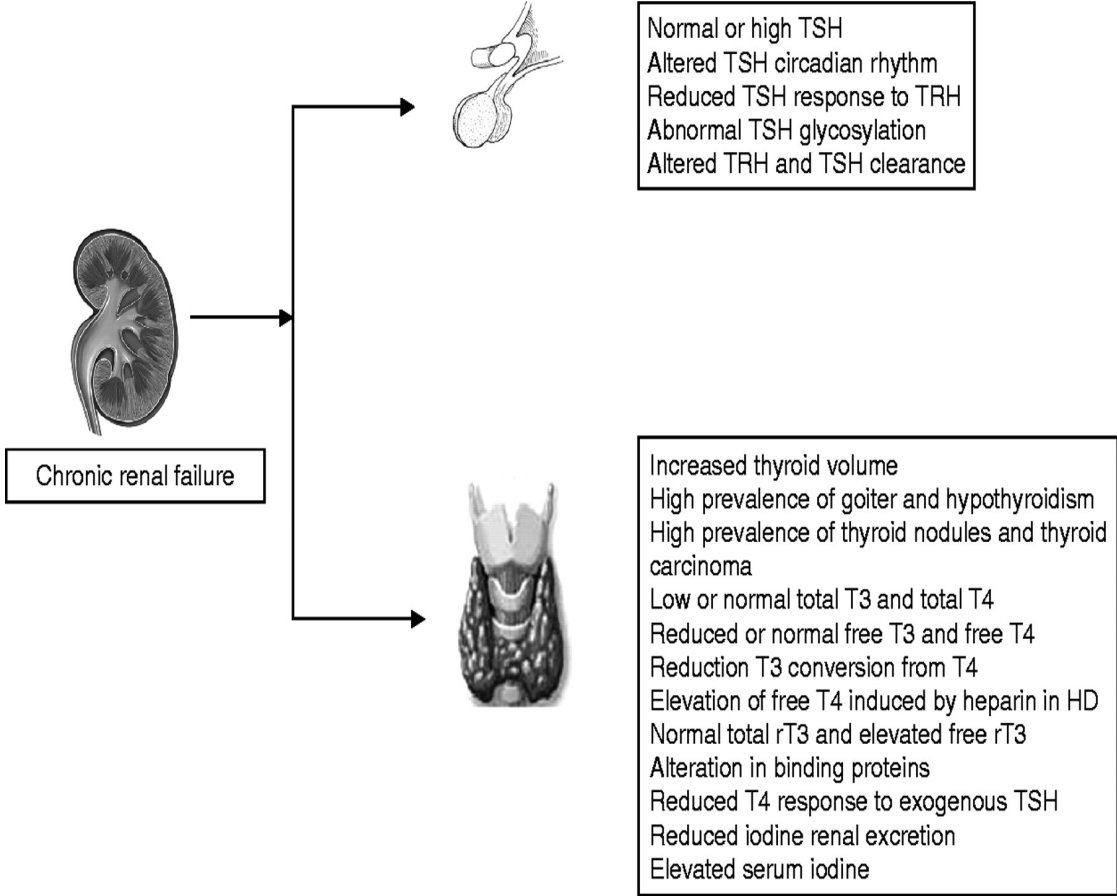 Normal or high TSH
Altered TSH circadian rhythm
Reduced TSH response to TRH
Abnormal TSH glycosylation
Altered TRH and TSH clearance
Chronic renal failure
Increased thyroid volume
High prevalence of goiter and hypothyroidism
High prevalence of thyroid nodules and thyroid
carcinoma
Low or normal total T3 and total T4
Reduced or normal free T3 and free T4
Reduction T3 conversion from T4
Elevation of free T4 induced by heparin in HD
Normal total rT3 and elevated free rT3
Alteration in binding proteins
Reduced T4 response to exogenous TSH
Reduced iodine renal excretion
Elevated serum iodine